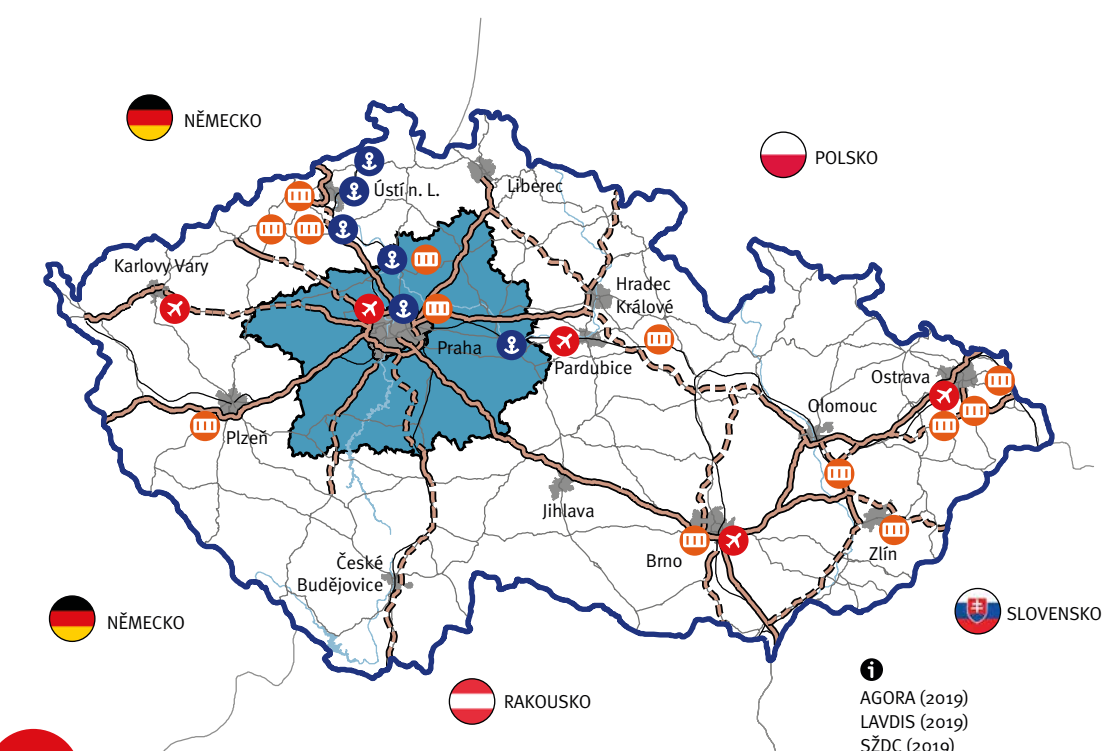 NĚMECKO
POLSKO
Ústí n. L.
Liberec
Karlovy Vary
Hradec
Králové
Praha
Pardubice
Ostrava
Olomouc
Plzeň
Jihlava
Brno
Zlín
České
Budějovice
NĚMECKO
SLOVENSKO
RAKOUSKO
i
AGORA (2019)
LAVDIS (2019)
SŽDC (2019)